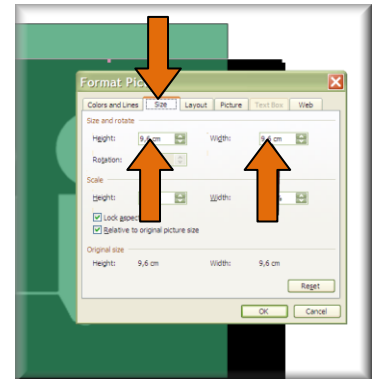 Format Pic
Colors and Lines Size Layout Picture Text Box Web
Size and rotate
Height: 9,6 cm Width: 9,6 cm
Rotation:
Scale
Height: Width: %
Lock aspect
Relative to original picture size
Original size
Height: 9,6 cm Width: 9,6 cm
Reset
OK Cancel